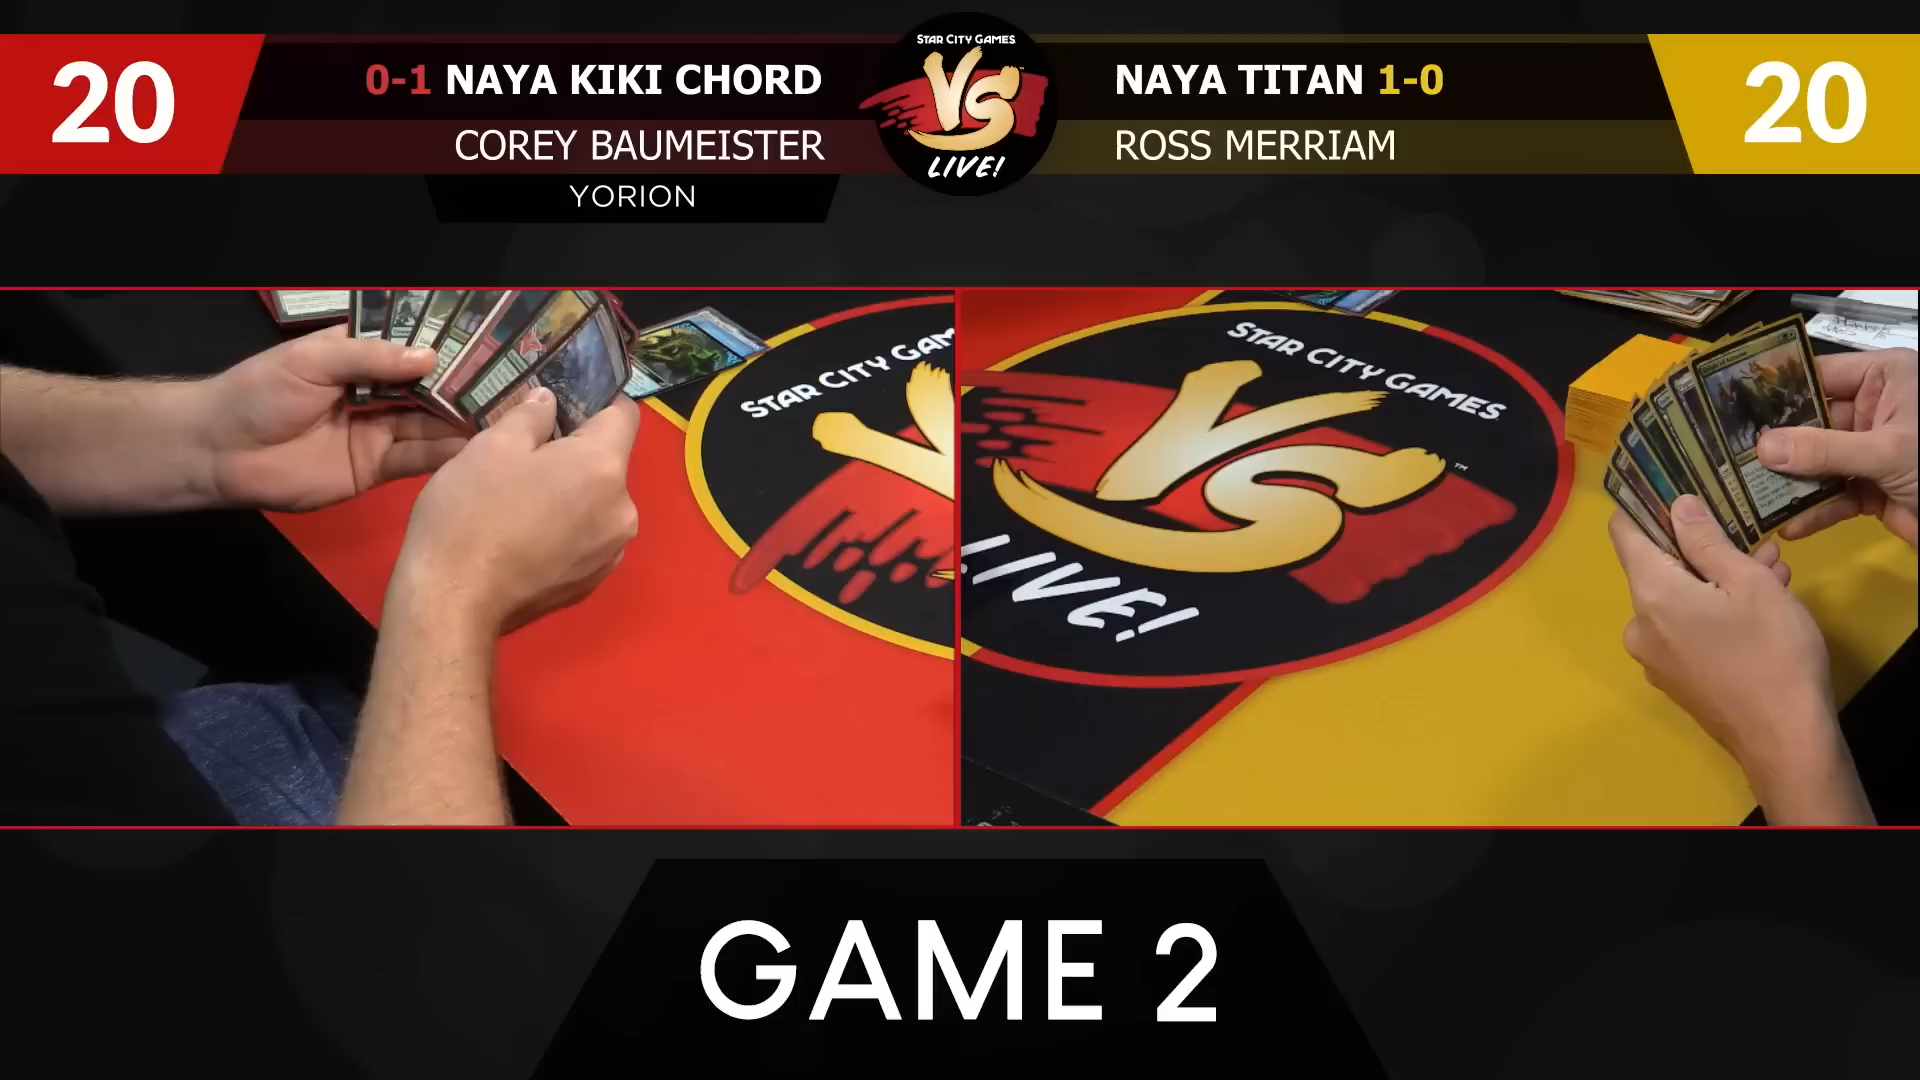 20
0-1 NAYA KIKI CHORD
COREY BAUMEISTER
YORION
STAR CITY GAMES
VS
LIVE!
NAYA TITAN 1-0
ROSS MERRIAM
20
STAR CITY GAM
V
STAR CITY GAMES
VS™
LIVE!
GAME 2